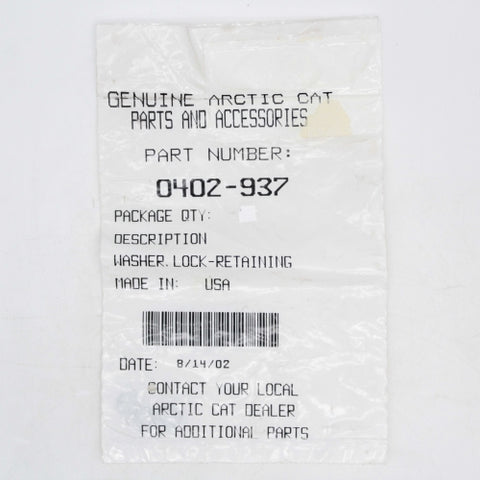 GENUINE ARCTIC CAT
PARTS AND ACCESSORIES
PART NUMBER:
0402-937
PACKAGE QTY:
DESCRIPTION
WASHER, LOCK-RETAINING
MADE IN: USA
DATE: 8/14/02
CONTACT YOUR LOCAL
ARCTIC CAT DEALER
FOR ADDITIONAL PARTS